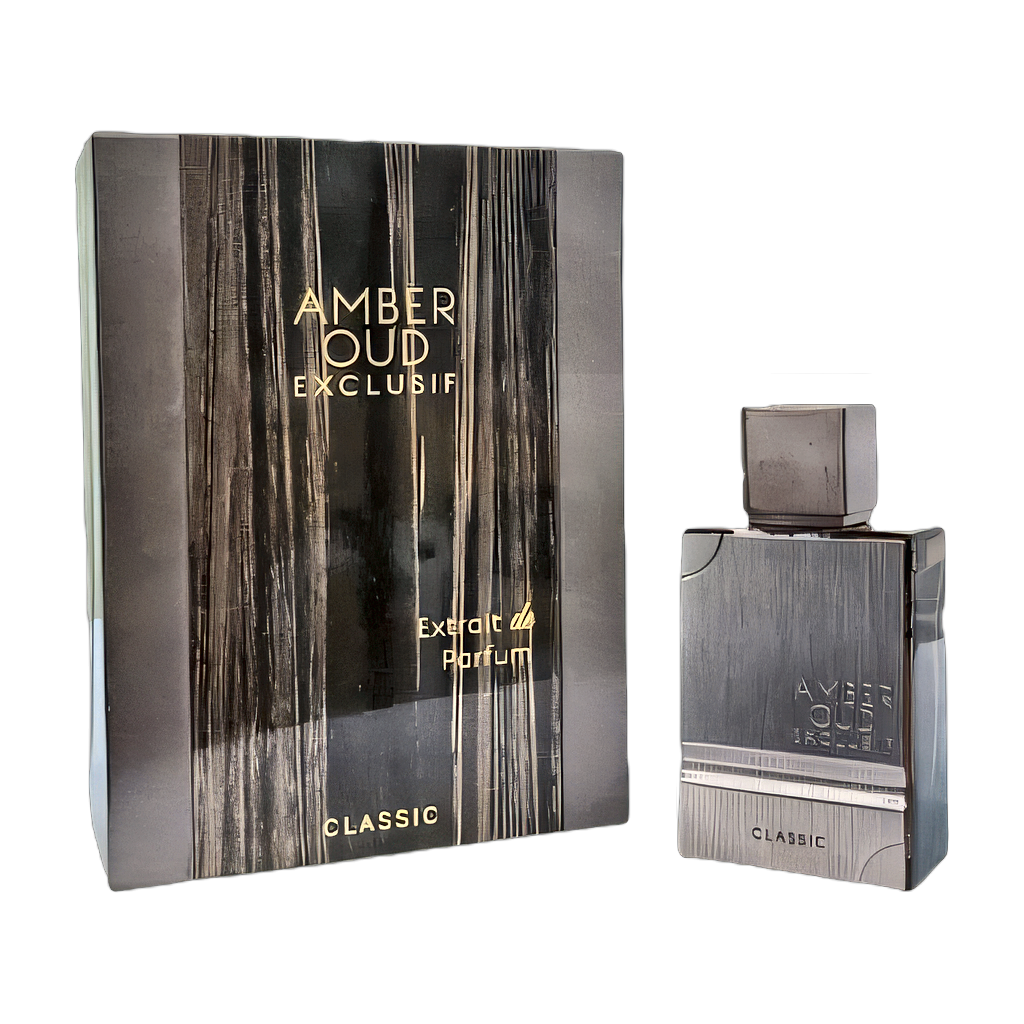 AMBER
OUD
EXCLUSIF
Extrait de
Parfum
CLASSIC
AMBER
OUD
CLASSIC